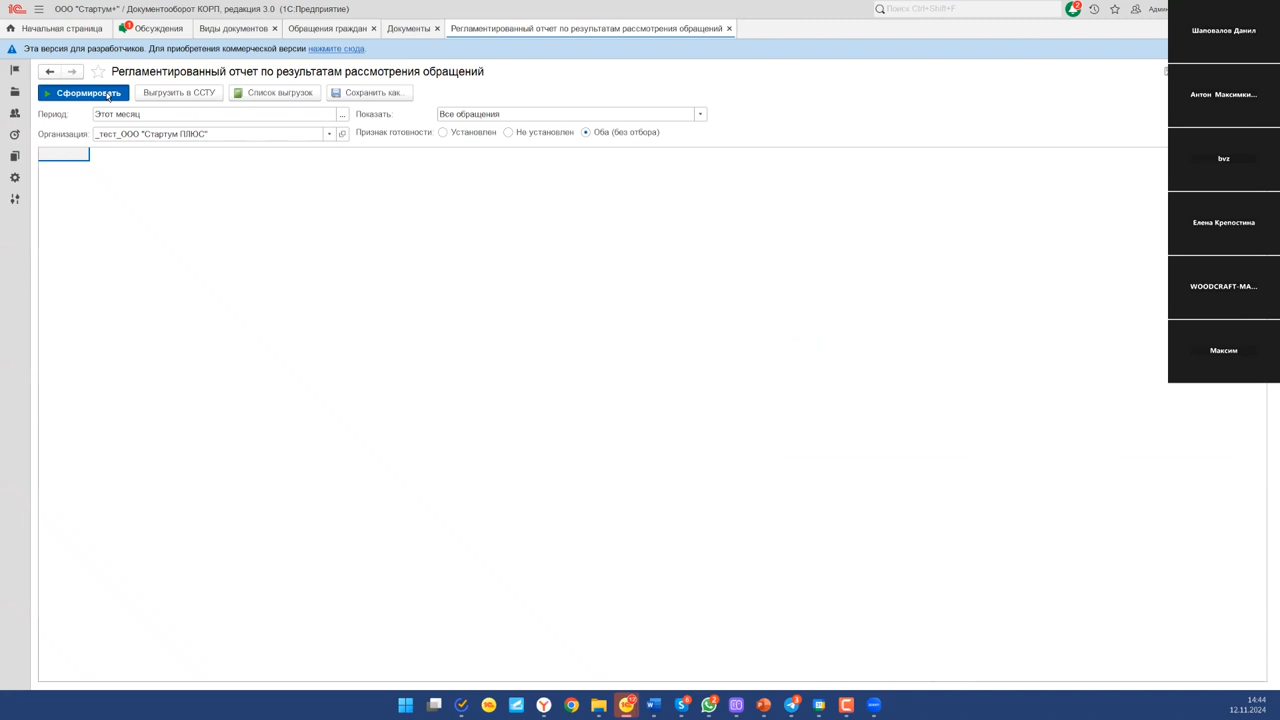 ООО "Стартум+" / Документооборот КОРП, редакция 3.0 (1С:Предприятие)
Поиск Ctrl+Shift+F
2
Админ
Начальная страница
1
Обсуждения
Виды документов ×
Обращения граждан ×
Документы ×
Регламентированный отчет по результатам рассмотрения обращений ×
Эта версия для разработчиков. Для приобретения коммерческой версии нажмите сюда.
Регламентированный отчет по результатам рассмотрения обращений
Сформировать
Выгрузить в ССТУ
Список выгрузок
Сохранить как...
Период:
Этот месяц
...
Показать:
Все обращения
Организация:
_тест_ООО "Стартум ПЛЮС"
Признак готовности:
Установлен
Не установлен
Оба (без отбора)
Шаповалов Данил
Антон Максимки...
bvz
Елена Крепостина
WOODCRAFT-MA...
Максим
14:44
12.11.2024